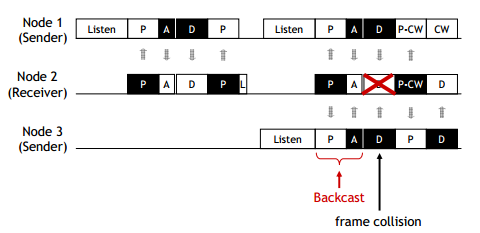 Node 1
(Sender)
Listen P A D P Listen P A D P•CW CW
Node 2
(Receiver)
P A D P L P A P•CW D
Node 3
(Sender)
Listen P A D P D
Backcast
frame collision